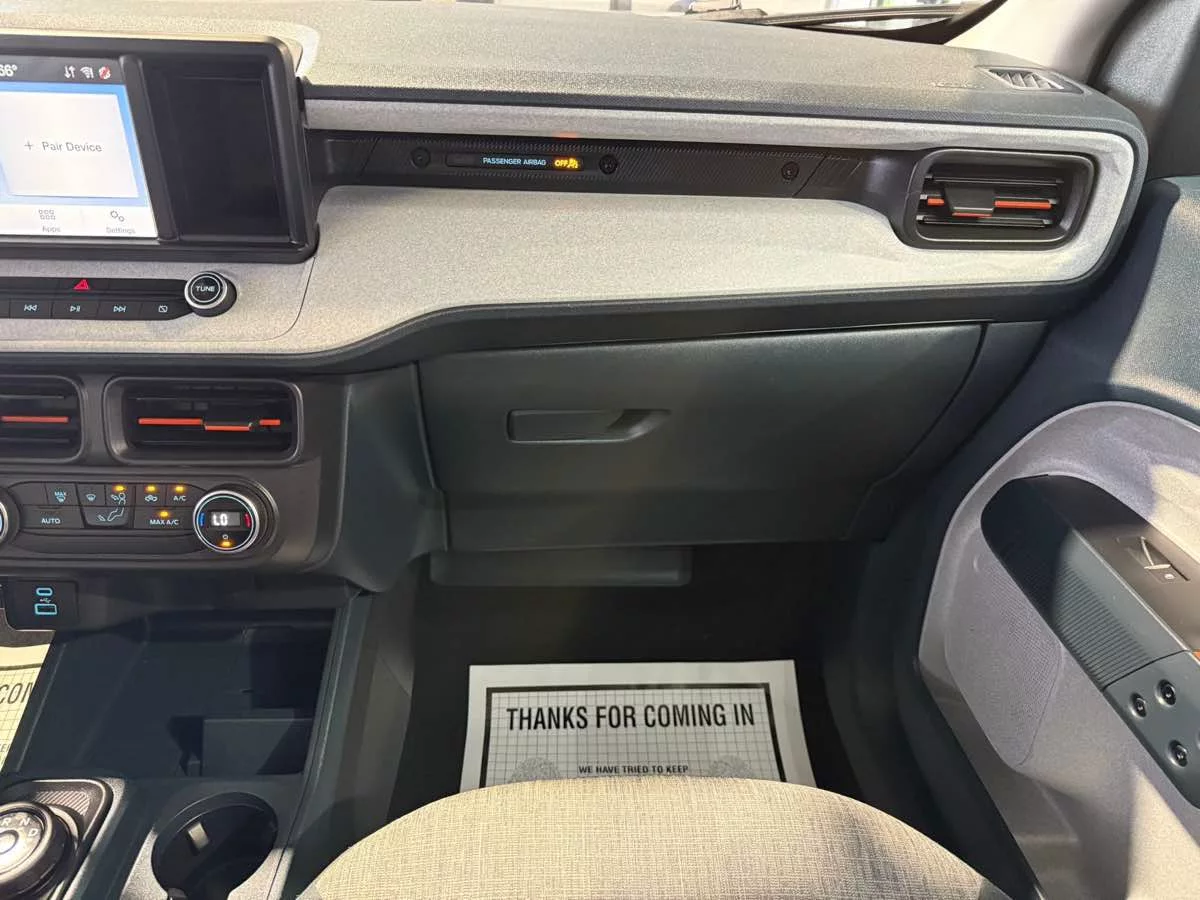 66°
+ Pair Device
Apps
Settings
PASSENGER AIRBAG OFF
TUNE
MAX
A/C
AUTO
MAX A/C
LO
COM
THANKS FOR COMING IN
WE HAVE TRIED TO KEEP
R N D